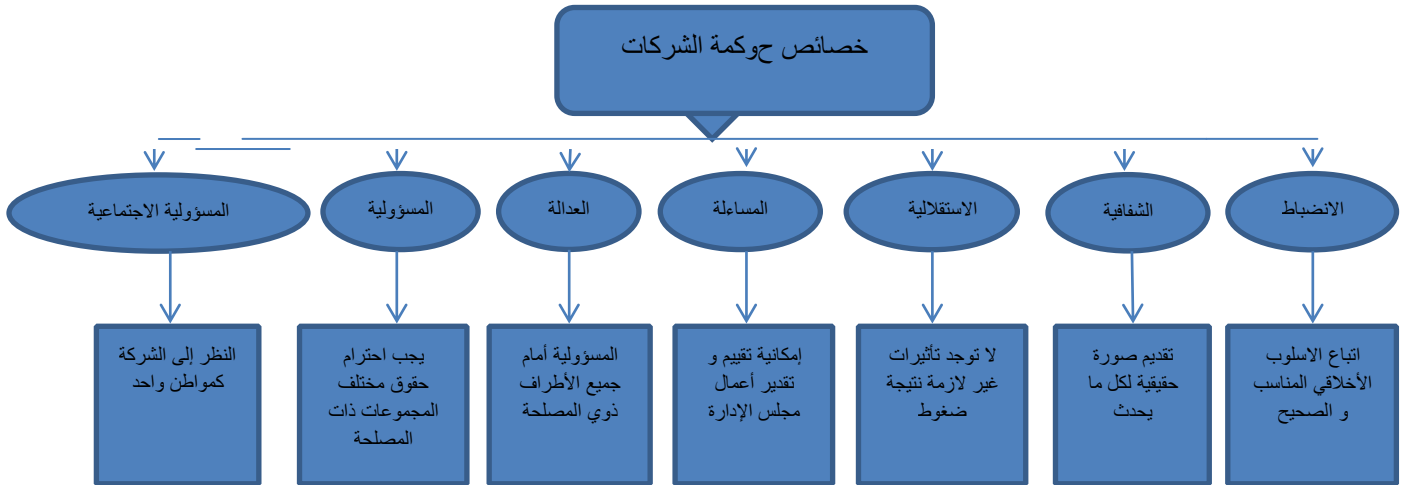 خصائص حوكمة الشركات
الانضباط
الشفافية
الاستقلالية
المساءلة
العدالة
المسؤولية
المسؤولية الاجتماعية
اتباع الاسلوب
الأخلاقي المناسب
و الصحيح
تقديم صورة
حقيقية لكل ما
يحدث
لا توجد تأثيرات
غير لازمة نتيجة
ضغوط
إمكانية تقييم و
تقدير أعمال
مجلس الإدارة
المسؤولية أمام
جميع الأطراف
ذوي المصلحة
يجب احترام
حقوق مختلف
المجموعات ذات
المصلحة
النظر إلى الشركة
كمواطن واحد